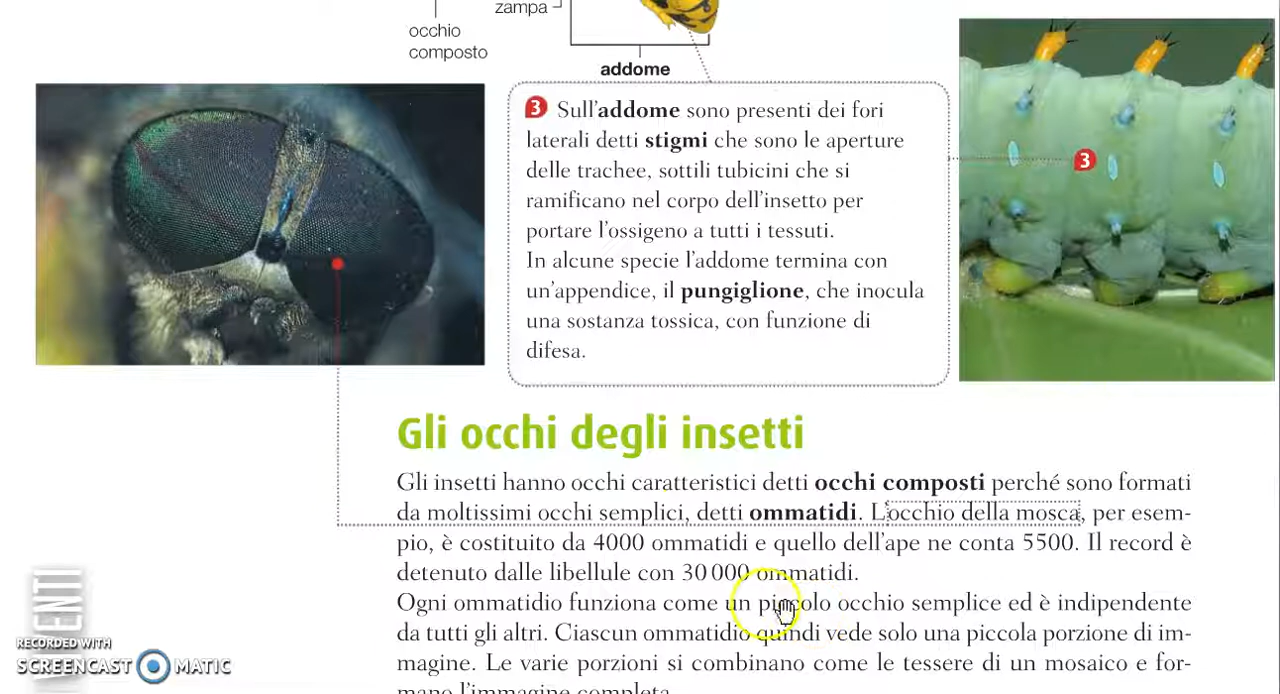 zampa
occhio
composto
addome
3 Sull'addome sono presenti dei fori
laterali detti stigmi che sono le aperture
delle trachee, sottili tubicini che si
ramificano nel corpo dell'insetto per
portare l'ossigeno a tutti i tessuti.
In alcune specie l'addome termina con
un'appendice, il pungiglione, che inocula
una sostanza tossica, con funzione di
difesa.
3
Gli occhi degli insetti
Gli insetti hanno occhi caratteristici detti occhi composti perché sono formati
da moltissimi occhi semplici, detti ommatidi. L'occhio della mosca, per esem-
pio, è costituito da 4000 ommatidi e quello dell'ape ne conta 5500. Il record è
detenuto dalle libellule con 30 000 ommatidi.
Ogni ommatidio funziona come un piccolo occhio semplice ed è indipendente
da tutti gli altri. Ciascun ommatidio quindi vede solo una piccola porzione di im-
magine. Le varie porzioni si combinano come le tessere di un mosaico e for-
mano l'immagine completa.
RECORDED WITH
SCREENCAST MATIC